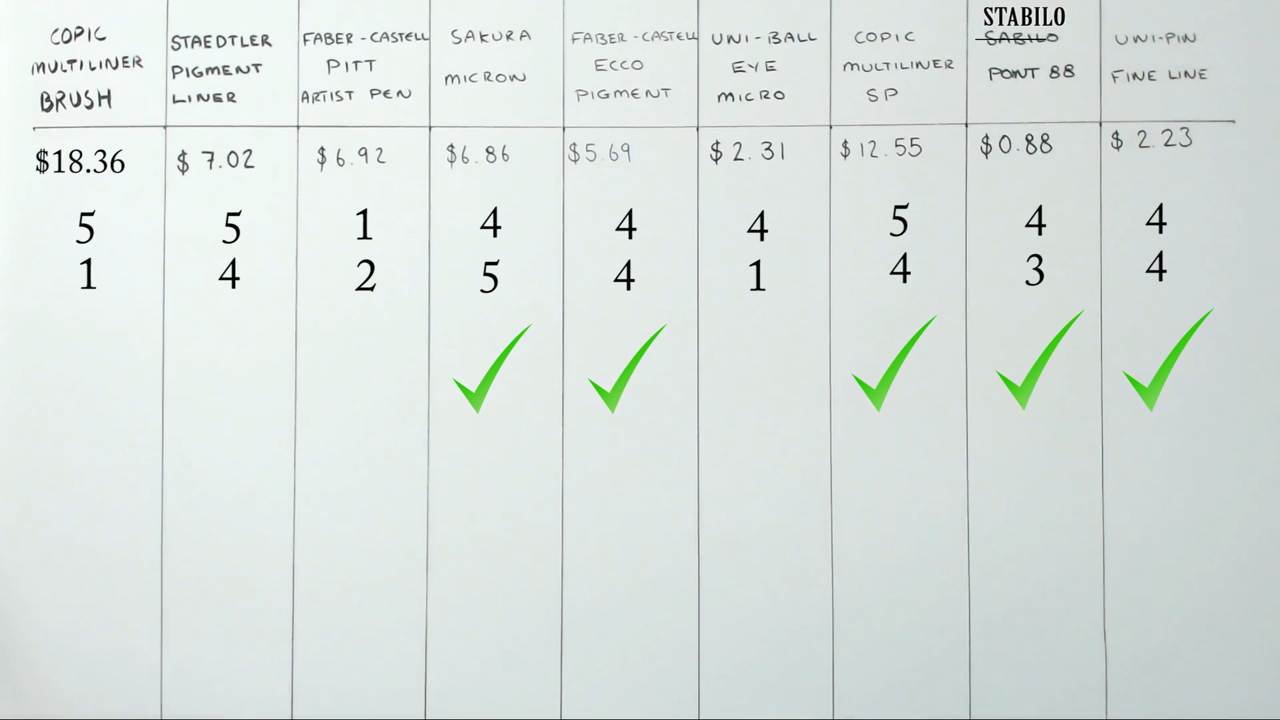 COPIC
MULTILINER
BRUSH
$18.36
5
1
STAEDTLER
PIGMENT
LINER
$ 7.02
5
4
FABER-CASTELL
PITT
ARTIST PEN
$ 6.92
1
2
SAKURA
MICRON
$6.86
4
5
FABER-CASTELL
ECCO
PIGMENT
$5.69
4
4
UNI-BALL
EYE
MICRO
$ 2.31
4
1
COPIC
MULTILINER
SP
$ 12.55
5
4
STABILO
SABILO
POINT 88
$0.88
4
3
UNI-PIN
FINE LINE
$ 2.23
4
4